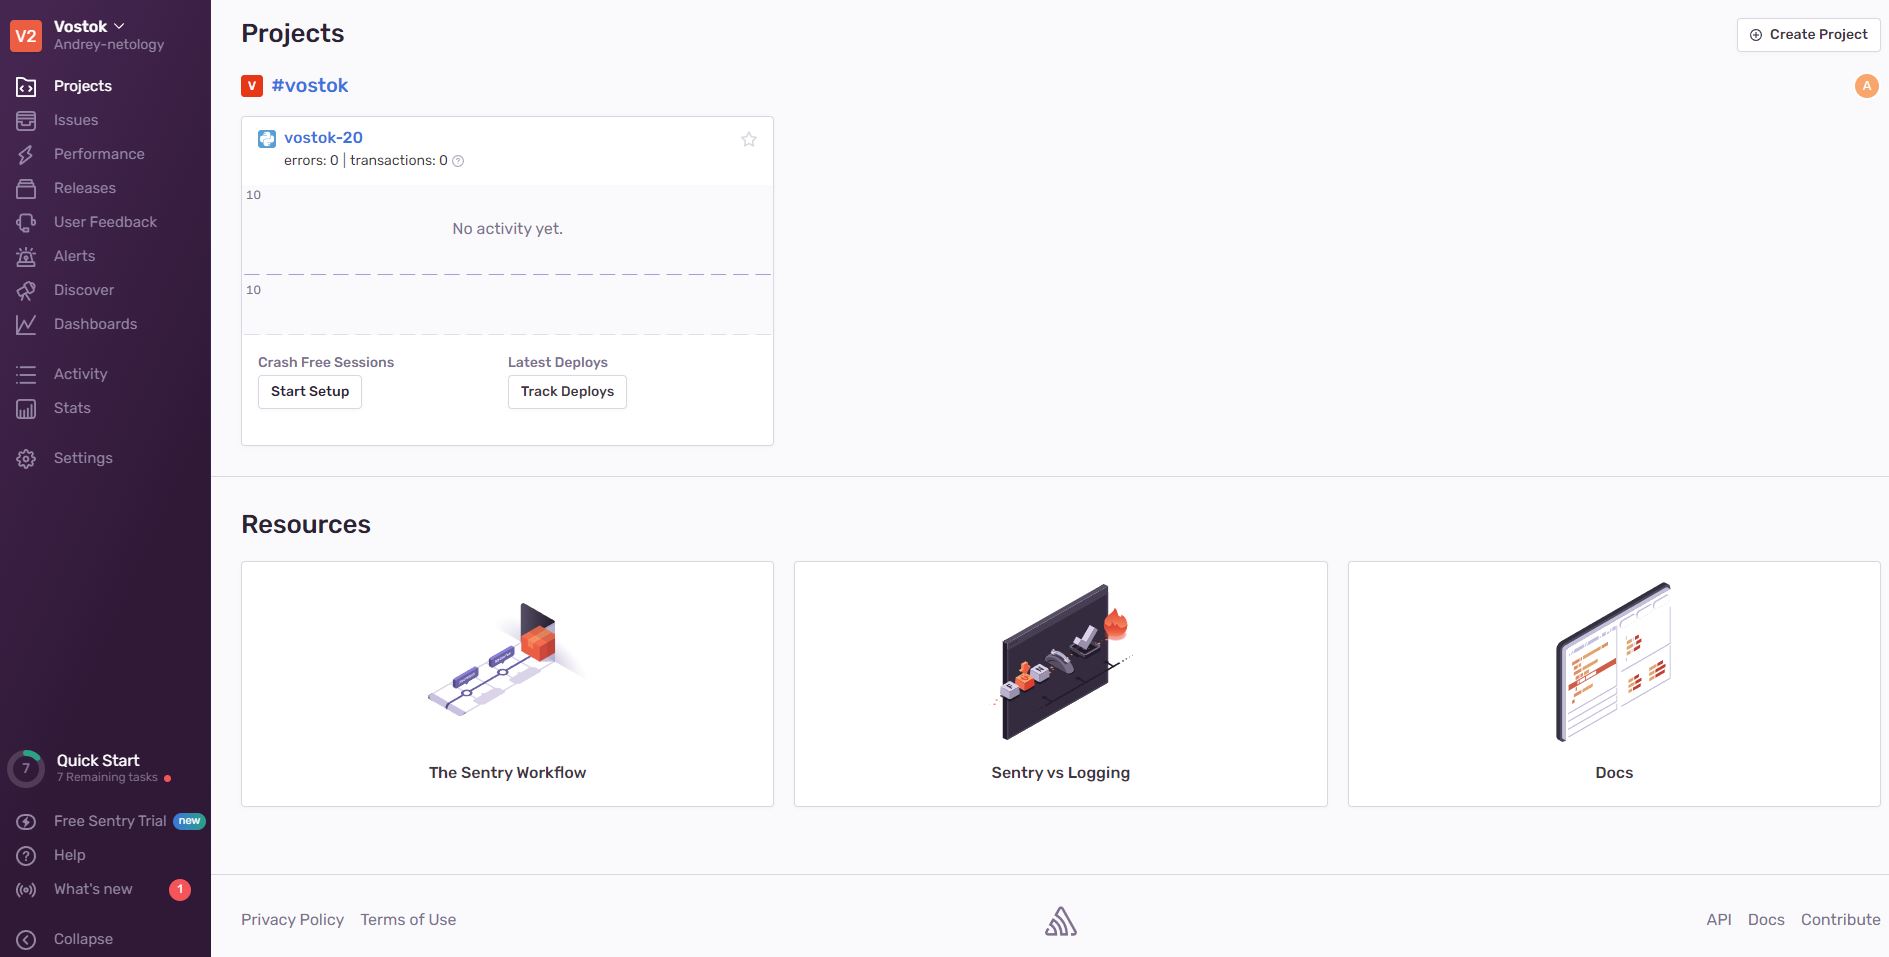 V2
Vostok
Andrey-netology
Projects
Issues
Performance
Releases
User Feedback
Alerts
Discover
Dashboards
Activity
Stats
Settings
7
Quick Start
7 Remaining tasks
Free Sentry Trial new
Help
What's new 1
Collapse
Projects
Create Project
V #vostok
A
vostok-20
errors: 0 | transactions: 0
10
No activity yet.
10
Crash Free Sessions
Start Setup
Latest Deploys
Track Deploys
Resources
The Sentry Workflow
Sentry vs Logging
Docs
Privacy Policy Terms of Use
API Docs Contribute